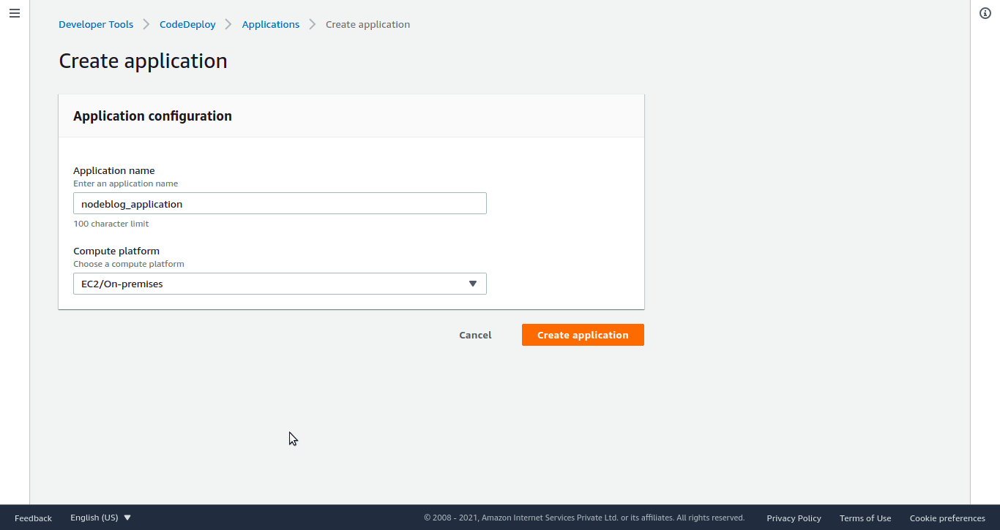 Developer Tools CodeDeploy Applications Create application
Create application
Application configuration
Application name
Enter an application name
nodeblog_application
100 character limit
Compute platform
Choose a compute platform
EC2/On-premises
Cancel Create application
Feedback English (US) © 2008 - 2021, Amazon Internet Services Private Ltd. or its affiliates. All rights reserved. Privacy Policy Terms of Use Cookie preferences